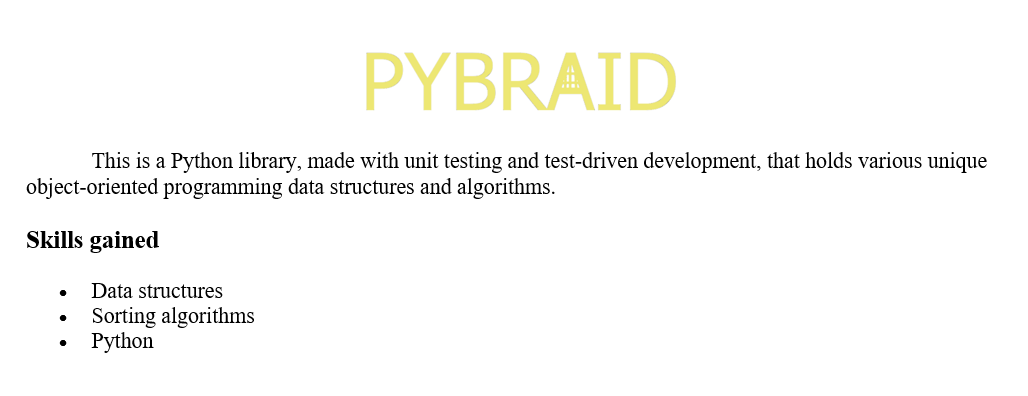 PYBRAID
This is a Python library, made with unit testing and test-driven development, that holds various unique
object-oriented programming data structures and algorithms.
Skills gained
• Data structures
• Sorting algorithms
• Python